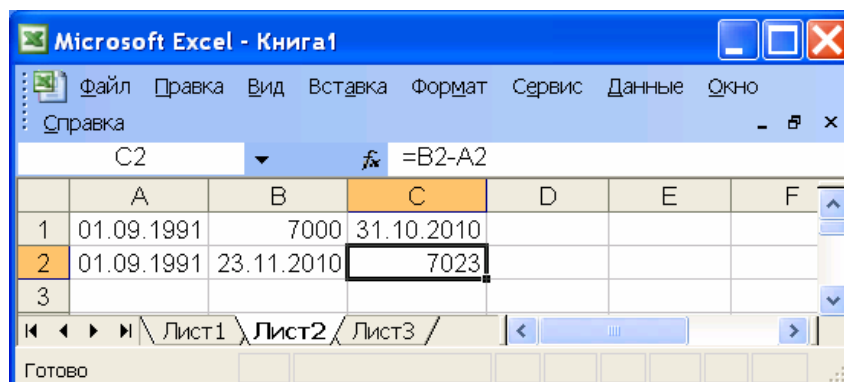 Microsoft Excel - Книга1
Файл Правка Вид Вставка Формат Сервис Данные Окно
Справка
C2 fx =B2-A2
A B C D E F
1 01.09.1991 7000 31.10.2010
2 01.09.1991 23.11.2010 7023
3
Лист1 Лист2 Лист3
Готово